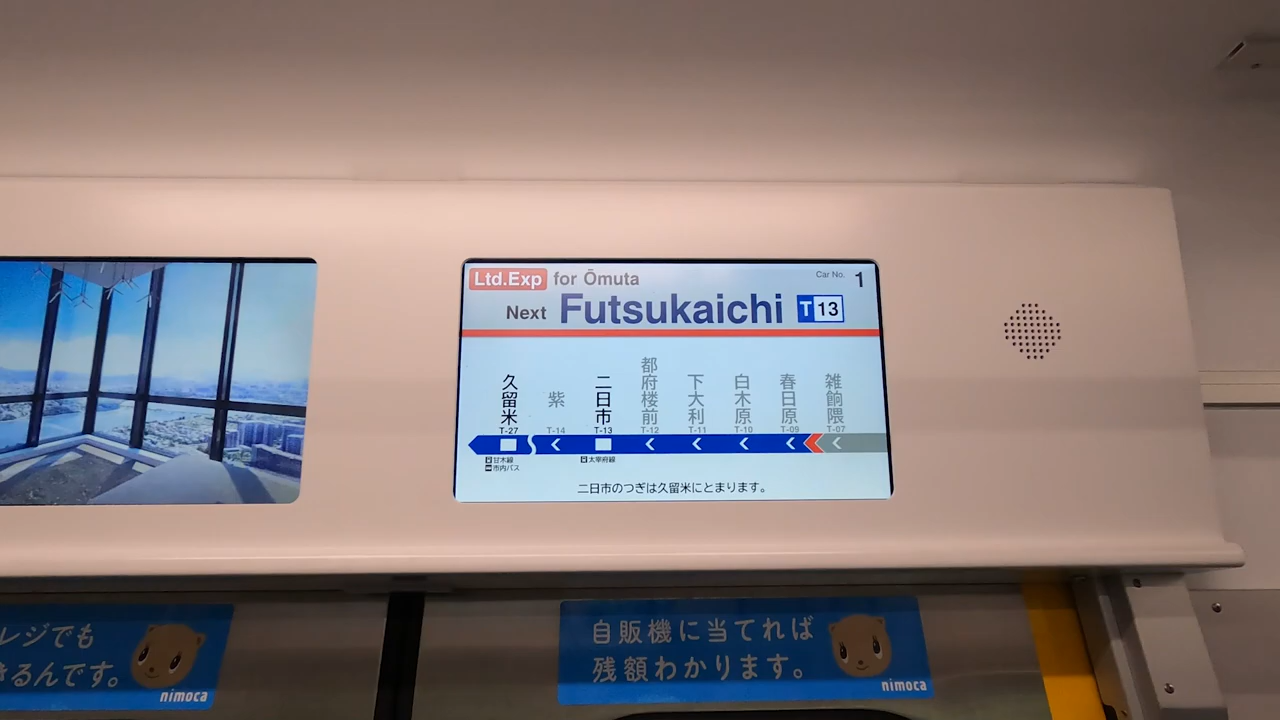 Ltd.Exp for Ōmuta
Car No. 1
Next Futsukaichi T 13
久留米 紫 二日市 都府楼前 下大利 白木原 春日原 雑餉隈
T-27 T-14 T-13 T-12 T-11 T-10 T-09 T-07
甘木線 太宰府線
市内バス
二日市のつぎは久留米にとまります。
レジでも
きるんです。
nimoca
自販機に当てれば
残額わかります。
nimoca